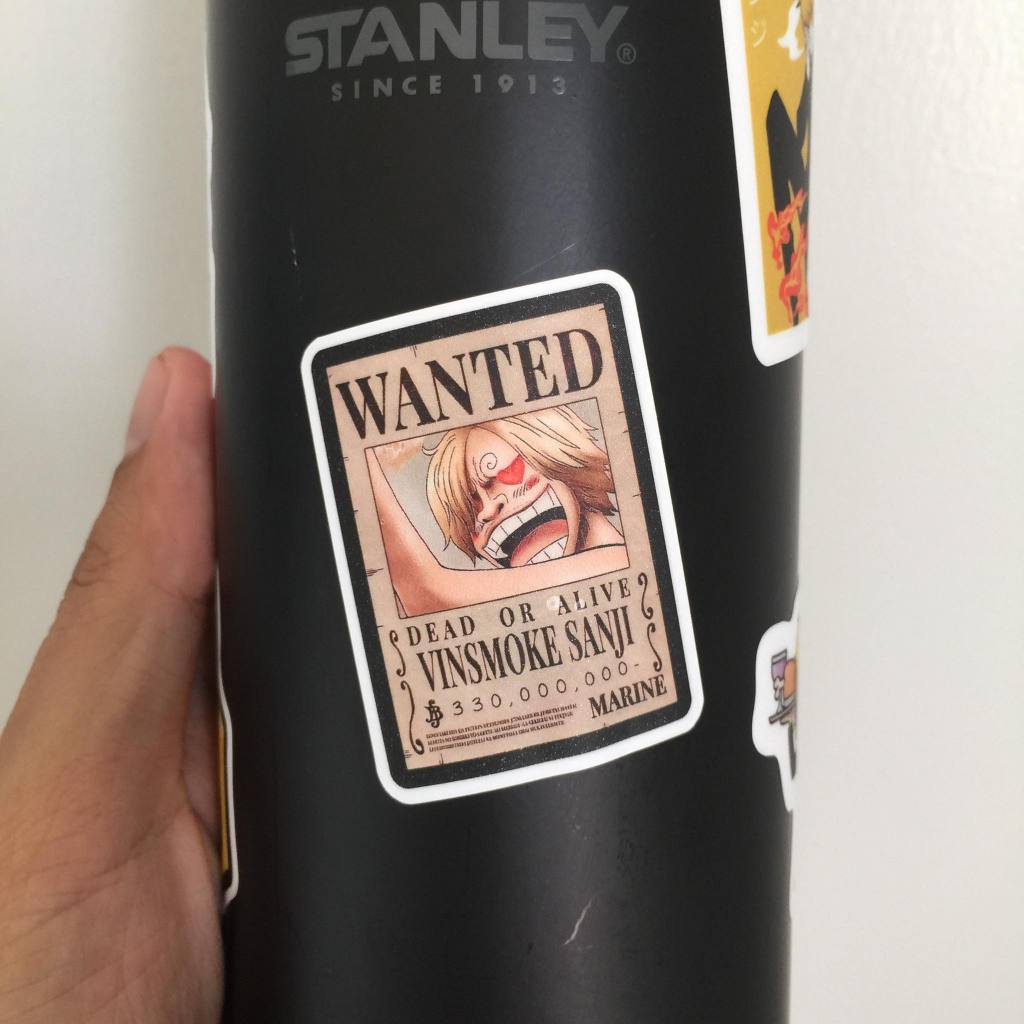 STANLEY®
SINCE 1913
WANTED
DEAD OR ALIVE
VINSMOKE SANJI
330,000,000-
MARINE